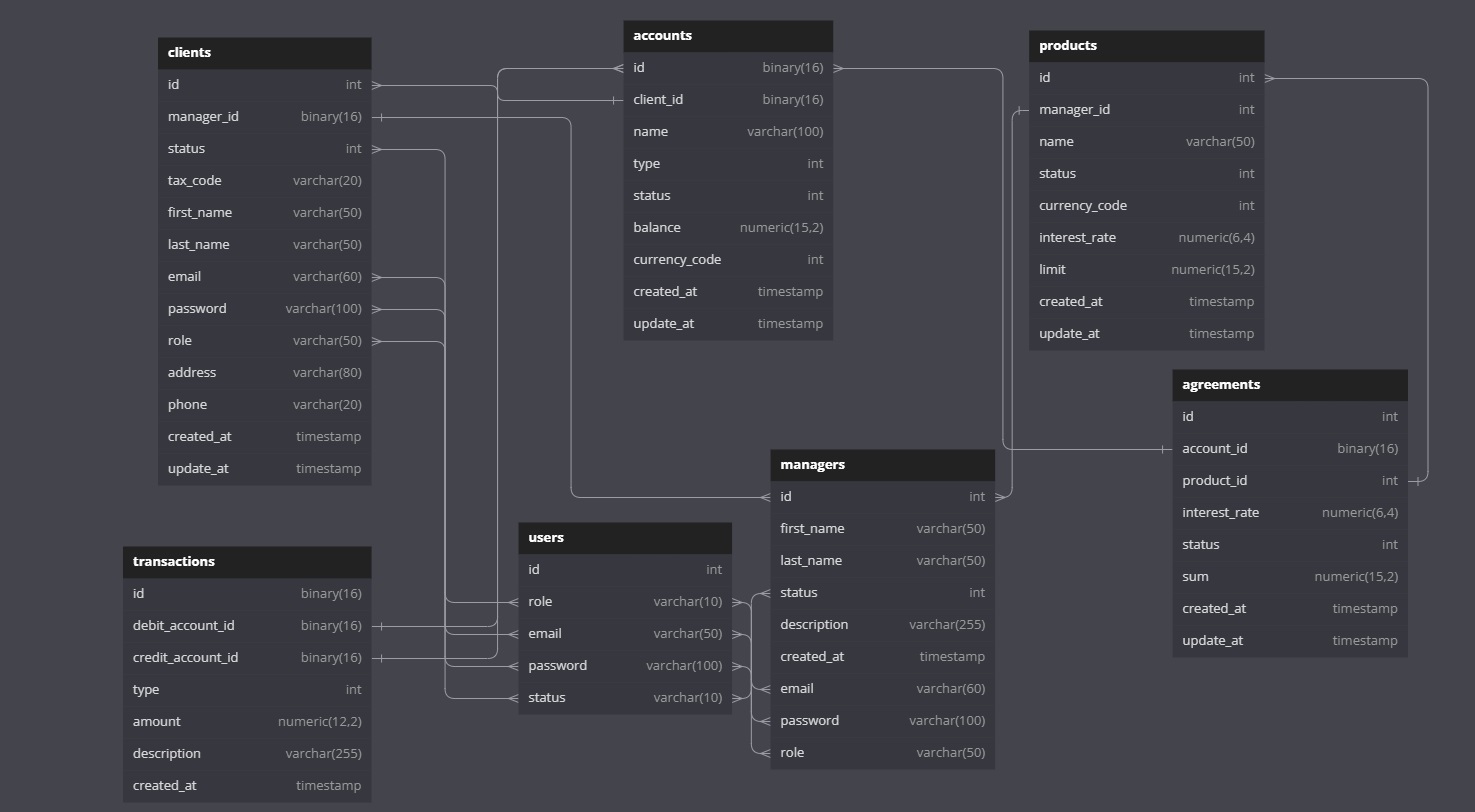 clients
id int
manager_id binary(16)
status int
tax_code varchar(20)
first_name varchar(50)
last_name varchar(50)
email varchar(60)
password varchar(100)
role varchar(50)
address varchar(80)
phone varchar(20)
created_at timestamp
update_at timestamp
accounts
id binary(16)
client_id binary(16)
name varchar(100)
type int
status int
balance numeric(15,2)
currency_code int
created_at timestamp
update_at timestamp
products
id int
manager_id int
name varchar(50)
status int
currency_code int
interest_rate numeric(6,4)
limit numeric(15,2)
created_at timestamp
update_at timestamp
agreements
id int
account_id binary(16)
product_id int
interest_rate numeric(6,4)
status int
sum numeric(15,2)
created_at timestamp
update_at timestamp
managers
id int
first_name varchar(50)
last_name varchar(50)
status int
description varchar(255)
created_at timestamp
email varchar(60)
password varchar(100)
role varchar(50)
users
id int
role varchar(10)
email varchar(50)
password varchar(100)
status varchar(10)
transactions
id binary(16)
debit_account_id binary(16)
credit_account_id binary(16)
type int
amount numeric(12,2)
description varchar(255)
created_at timestamp